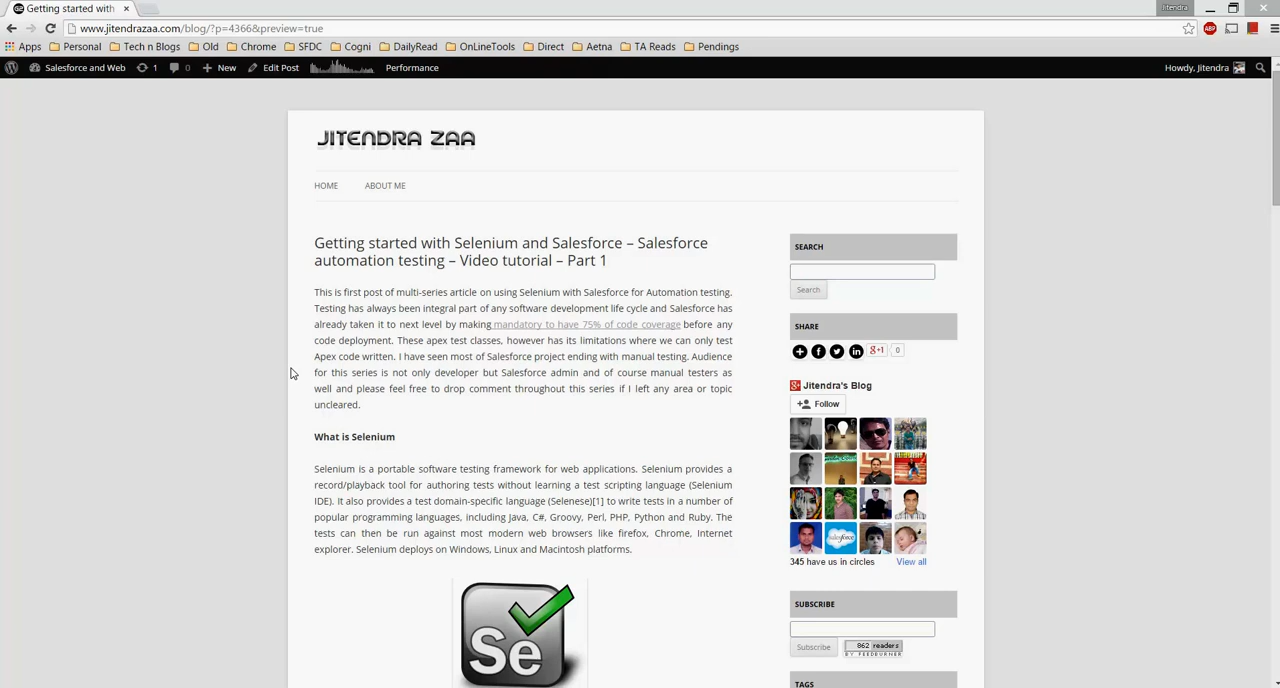 Getting started with
Jitendra
www.jitendrazaa.com/blog/?p=4366&preview=true
ABP
Apps Personal Tech n Blogs Old Chrome SFDC Cogni DailyRead OnLineTools Direct Aetna TA Reads Pendings
Salesforce and Web 1 0 New Edit Post Performance Howdy, Jitendra
JITENDRA ZAA
HOME ABOUT ME
Getting started with Selenium and Salesforce – Salesforce
automation testing – Video tutorial – Part 1
This is first post of multi-series article on using Selenium with Salesforce for Automation testing.
Testing has always been integral part of any software development life cycle and Salesforce has
already taken it to next level by making mandatory to have 75% of code coverage before any
code deployment. These apex test classes, however has its limitations where we can only test
Apex code written. I have seen most of Salesforce project ending with manual testing. Audience
for this series is not only developer but Salesforce admin and of course manual testers as
well and please feel free to drop comment throughout this series if I left any area or topic
uncleared.
What is Selenium
Selenium is a portable software testing framework for web applications. Selenium provides a
record/playback tool for authoring tests without learning a test scripting language (Selenium
IDE). It also provides a test domain-specific language (Selenese)[1] to write tests in a number of
popular programming languages, including Java, C#, Groovy, Perl, PHP, Python and Ruby. The
tests can then be run against most modern web browsers like firefox, Chrome, Internet
explorer. Selenium deploys on Windows, Linux and Macintosh platforms.
Se
SEARCH
Search
SHARE
g+1 0
Jitendra's Blog
Follow
salesforce
345 have us in circles View all
SUBSCRIBE
Subscribe 862 readers
BY FEEDBURNER
TAGS